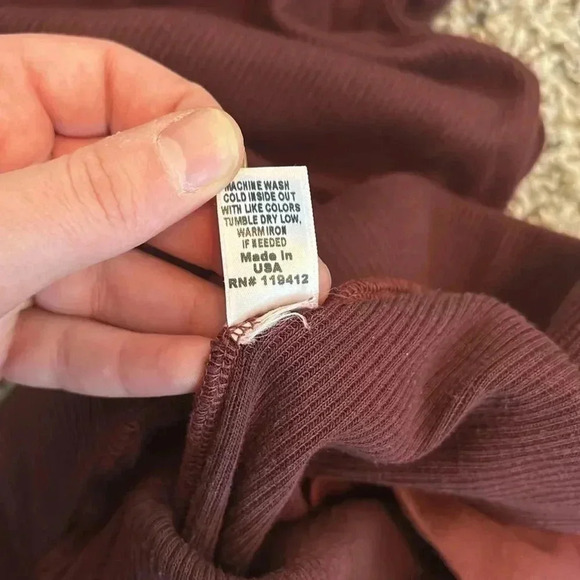 MACHINE WASH
COLD INSIDE OUT
WITH LIKE COLORS
TUMBLE DRY LOW,
WARM IRON
IF NEEDED
Made in
USA
RN# 119412